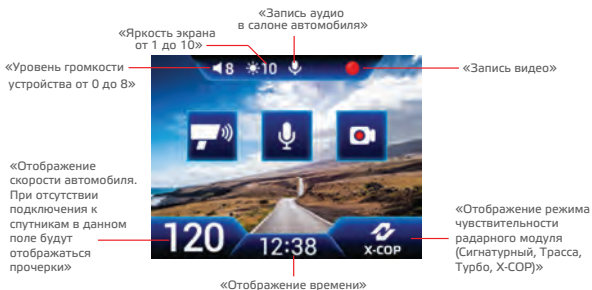 «Запись аудио
в салоне автомобиля»
«Яркость экрана
от 1 до 10»
«Уровень громкости
устройства от 0 до 8»
8 10
«Запись видео»
«Отображение
скорости автомобиля.
При отсутствии
подключения к
спутникам в данном
поле будут
отображаться
прочерки»
120
12:38
X-COP
«Отображение режима
чувствительности
радарного модуля
(Сигнатурный, Трасса,
Турбо, X-COP)»
«Отображение времени»